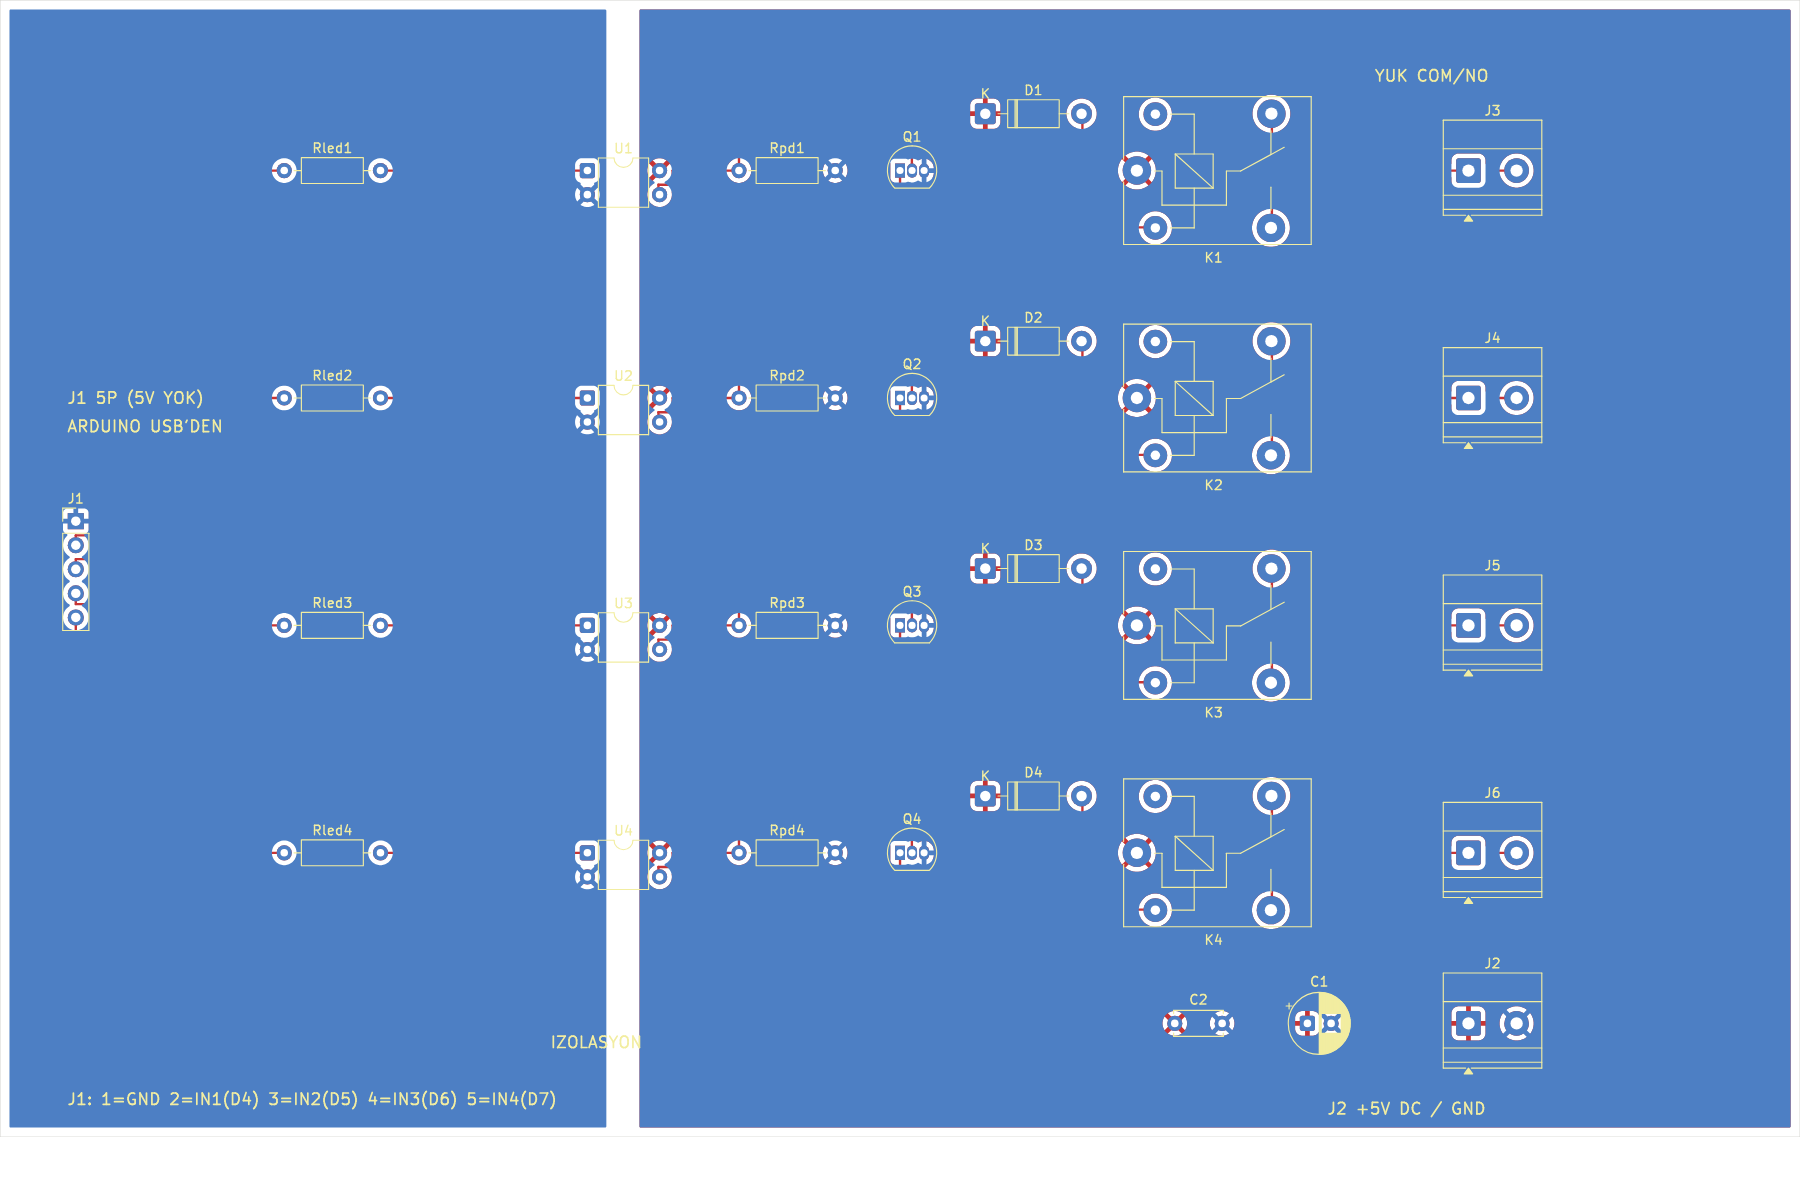 YUK COM/NO
K
D1
J3
Q1
Rled1
U1
Rpd1
K1
K
D2
J4
Q2
Rled2
U2
Rpd2
J1 5P (5V YOK)
ARDUINO USB'DEN
K2
J1
K
D3
J5
Q3
Rled3
U3
Rpd3
K3
K
D4
J6
Q4
Rled4
U4
Rpd4
K4
J2
C1
C2
+
IZOLASYON
J1: 1=GND 2=IN1(D4) 3=IN2(D5) 4=IN3(D6) 5=IN4(D7)
J2 +5V DC / GND